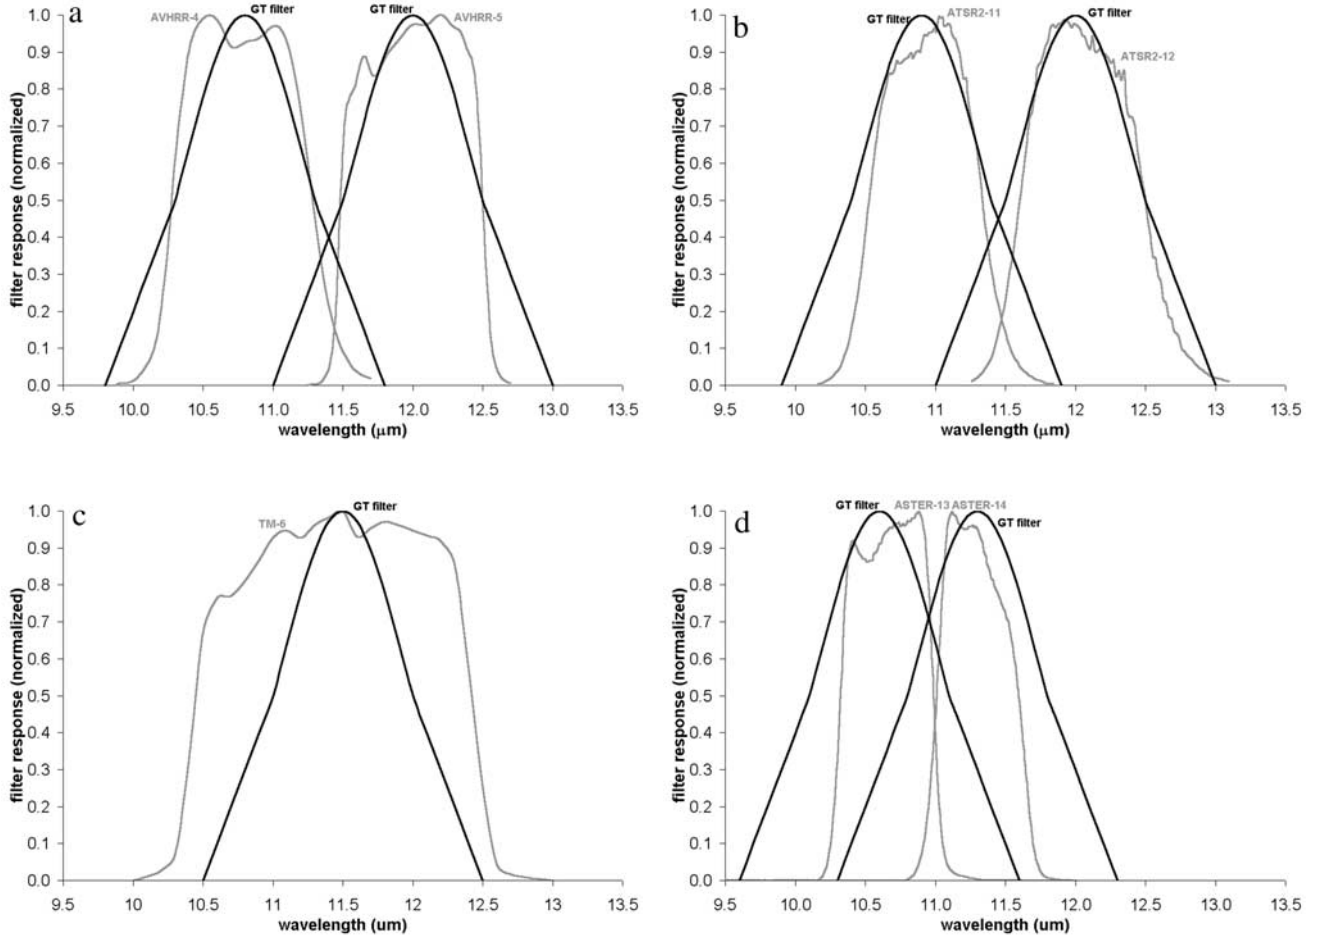 a
AVHRR-4
GT filter
GT filter
AVHRR-5
1.0
0.9
0.8
0.7
0.6
0.5
0.4
0.3
0.2
0.1
0.0
filter response (normalized)
9.5 10.0 10.5 11.0 11.5 12.0 12.5 13.0 13.5
wavelength (μm)
b
GT filter
ATSR2-11
GT filter
ATSR2-12
1.0
0.9
0.8
0.7
0.6
0.5
0.4
0.3
0.2
0.1
0.0
filter response (normalized)
9.5 10 10.5 11 11.5 12 12.5 13 13.5
wavelength (μm)
c
TM-6
GT filter
1.0
0.9
0.8
0.7
0.6
0.5
0.4
0.3
0.2
0.1
0.0
filter response (normalized)
9.5 10.0 10.5 11.0 11.5 12.0 12.5 13.0 13.5
wavelength (um)
d
GT filter
ASTER-13
ASTER-14
GT filter
1.0
0.9
0.8
0.7
0.6
0.5
0.4
0.3
0.2
0.1
0.0
filter response (normalized)
9.5 10.0 10.5 11.0 11.5 12.0 12.5 13.0 13.5
wavelength (um)